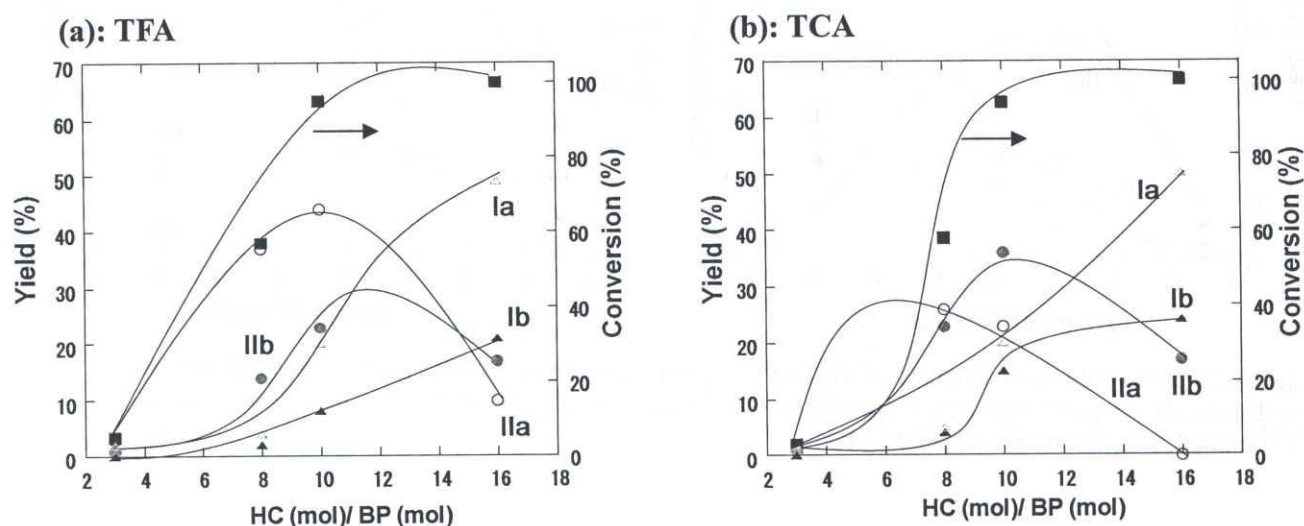 (a): TFA
70
60
50
40
30
20
10
0
Yield (%)
2 4 6 8 10 12 14 16 18
HC (mol)/ BP (mol)
100
80
60
40
20
0
Conversion (%)
Ia
Ib
IIb
IIa
(b): TCA
70
60
50
40
30
20
10
0
Yield (%)
2 4 6 8 10 12 14 16 18
HC (mol)/ BP (mol)
100
80
60
40
20
0
Conversion (%)
Ia
Ib
IIa
IIb